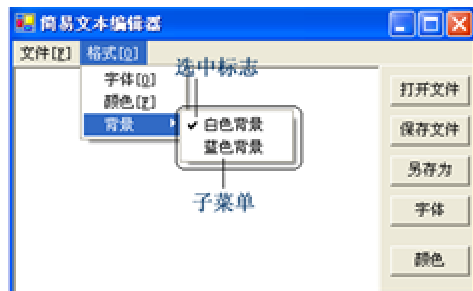 简易文本编辑器
文件[F] 格式[O]
选中标志
字体[O]
颜色[F]
背景
✔ 白色背景
蓝色背景
子菜单
打开文件
保存文件
另存为
字体
颜色